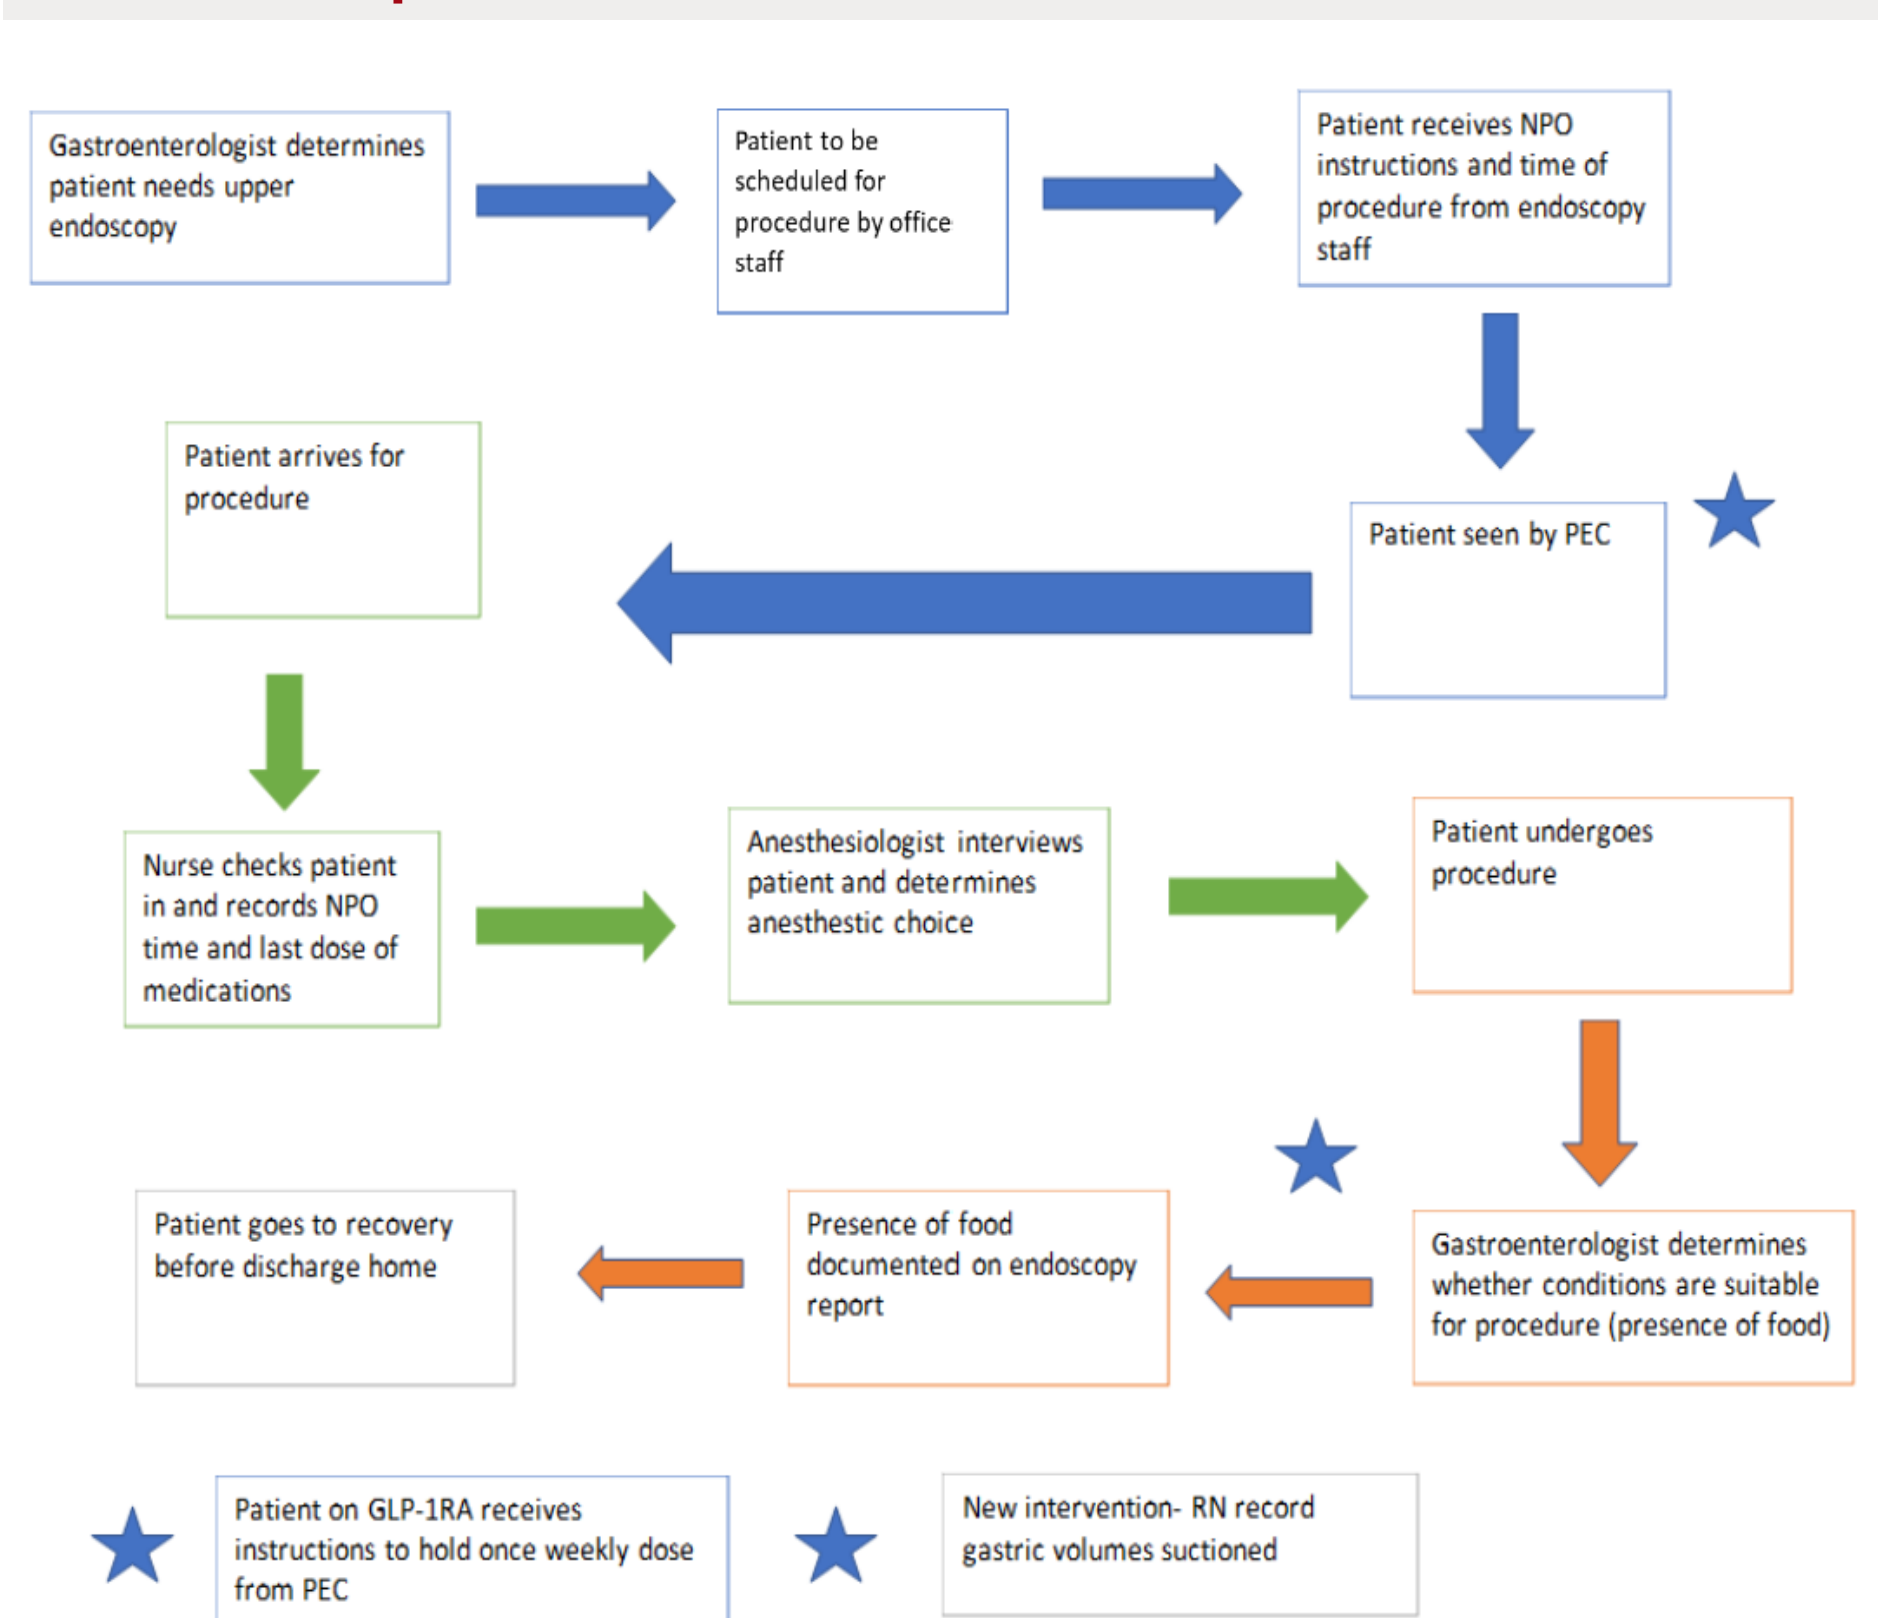 Gastroenterologist determines
patient needs upper
endoscopy
Patient to be
scheduled for
procedure by office
staff
Patient receives NPO
instructions and time of
procedure from endoscopy
staff
Patient seen by PEC
Patient arrives for
procedure
Nurse checks patient
in and records NPO
time and last dose of
medications
Anesthesiologist interviews
patient and determines
anesthestic choice
Patient undergoes
procedure
Gastroenterologist determines
whether conditions are suitable
for procedure (presence of food)
Presence of food
documented on endoscopy
report
Patient goes to recovery
before discharge home
Patient on GLP-1RA receives
instructions to hold once weekly dose
from PEC
New intervention- RN record
gastric volumes suctioned